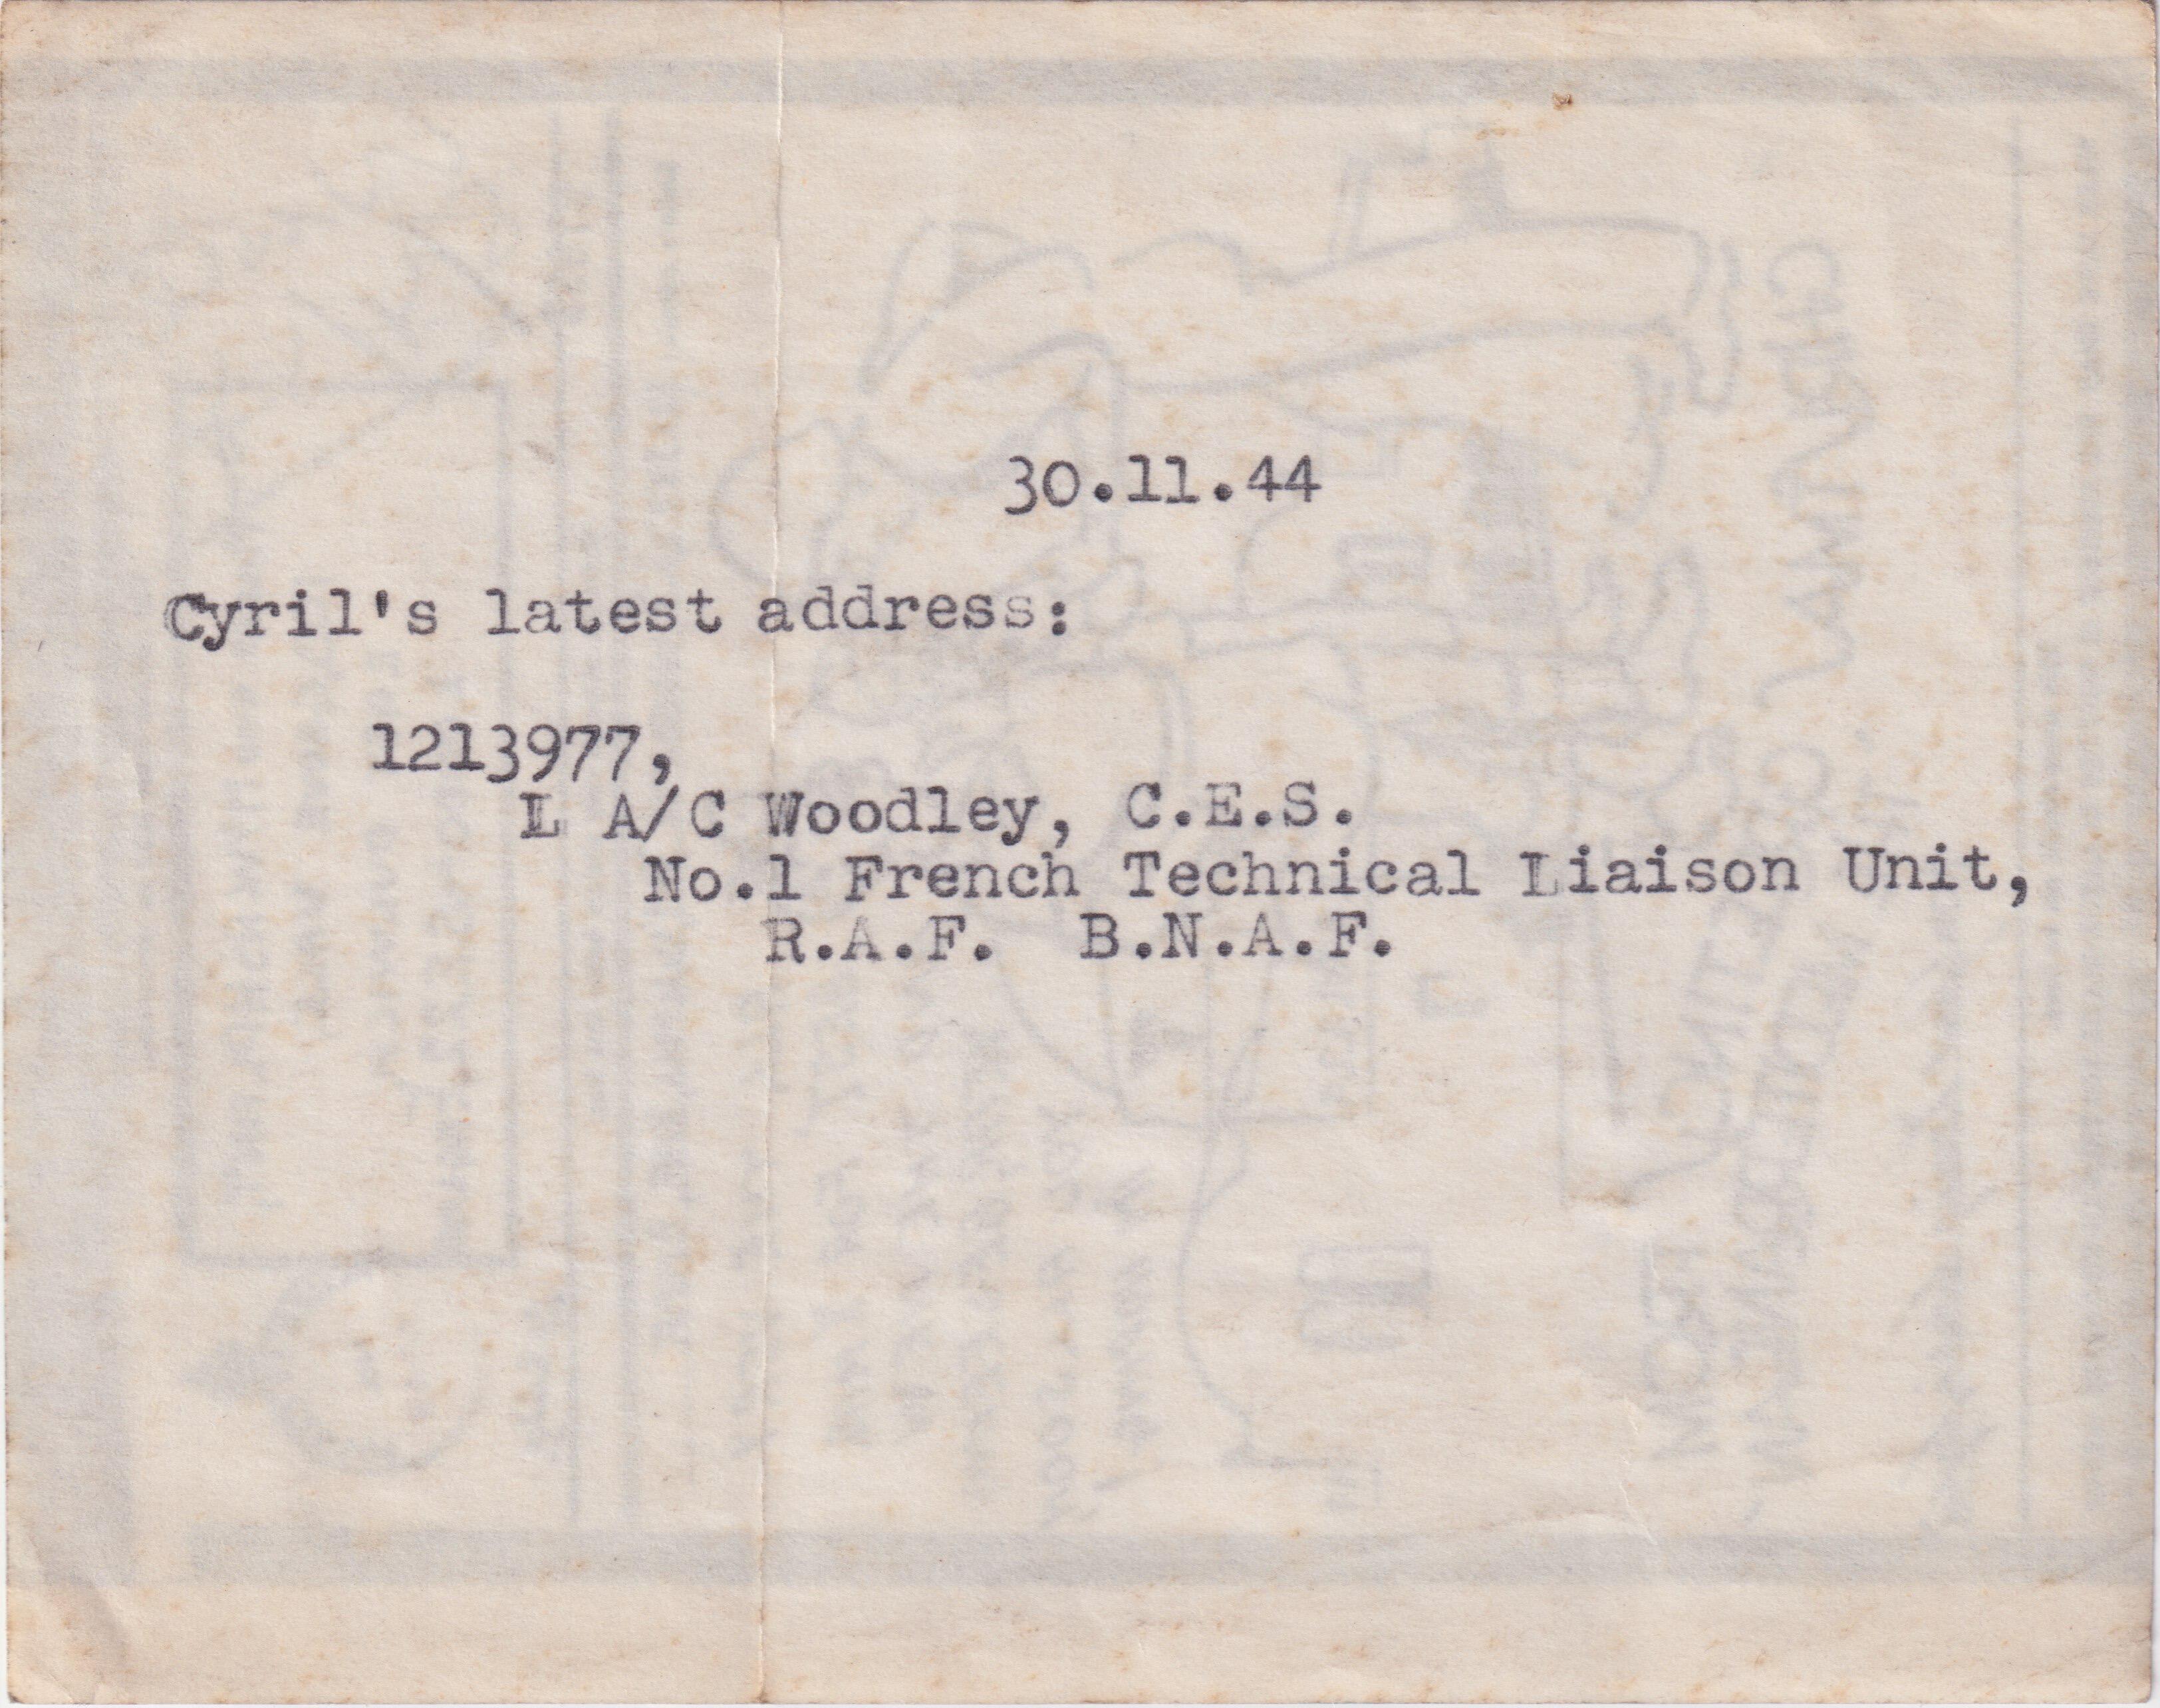 30.11.44
Cyril's latest address:
1213977,
L A/C Woodley, C.E.S.
No.1 French Technical Liaison Unit,
R.A.F. B.N.A.F.